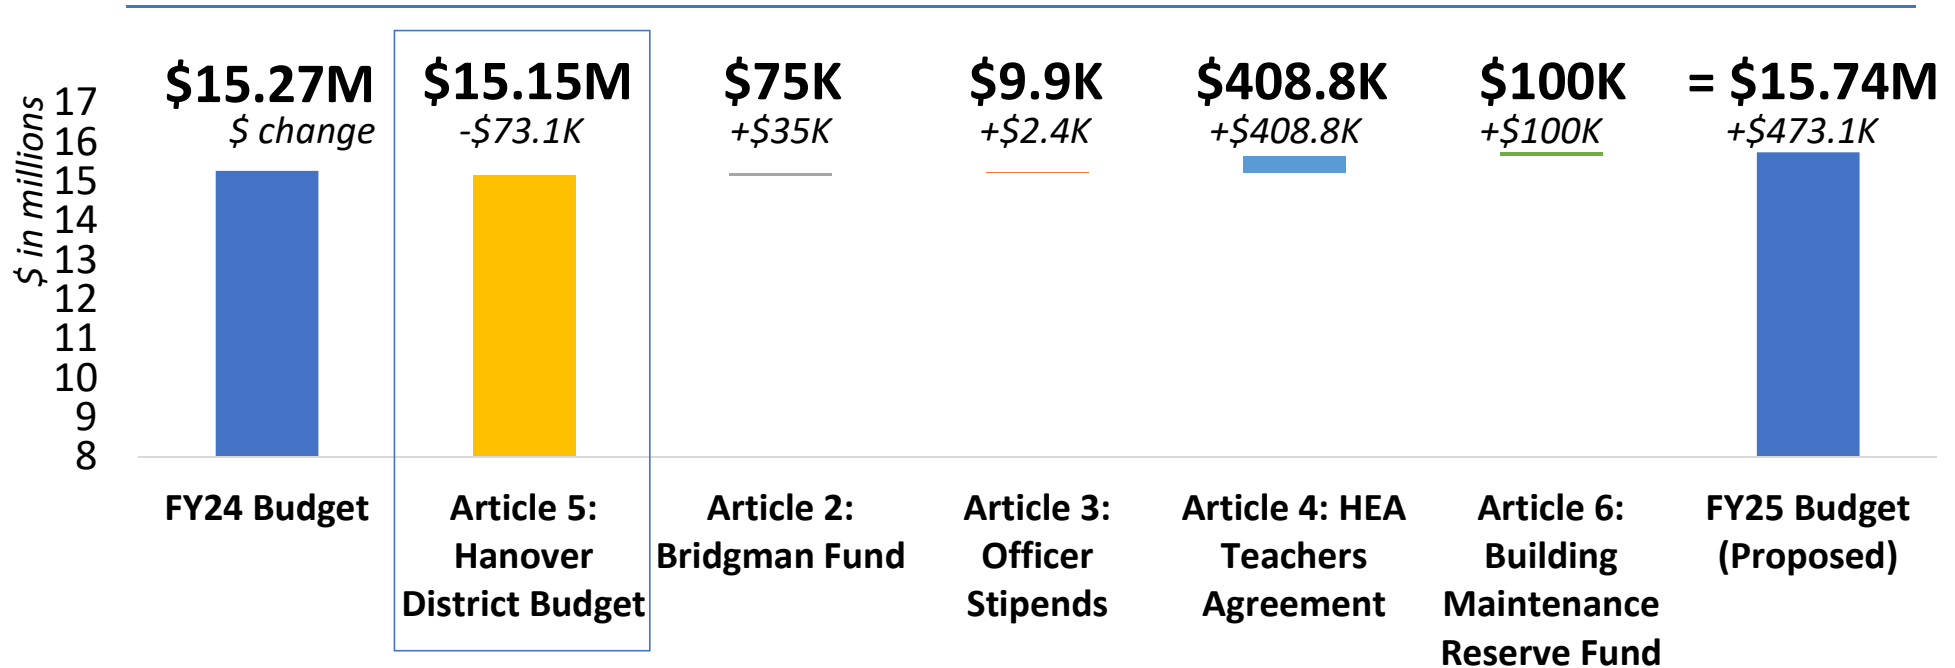 $15.27M $15.15M $75K $9.9K $408.8K $100K = $15.74M
$ change -$73.1K +$35K +$2.4K +$408.8K +$100K +$473.1K
$ in millions
17
16
15
14
13
12
11
10
9
8
FY24 Budget
Article 5:
Hanover
District Budget
Article 2:
Bridgman Fund
Article 3:
Officer
Stipends
Article 4: HEA
Teachers
Agreement
Article 6:
Building
Maintenance
Reserve Fund
FY25 Budget
(Proposed)